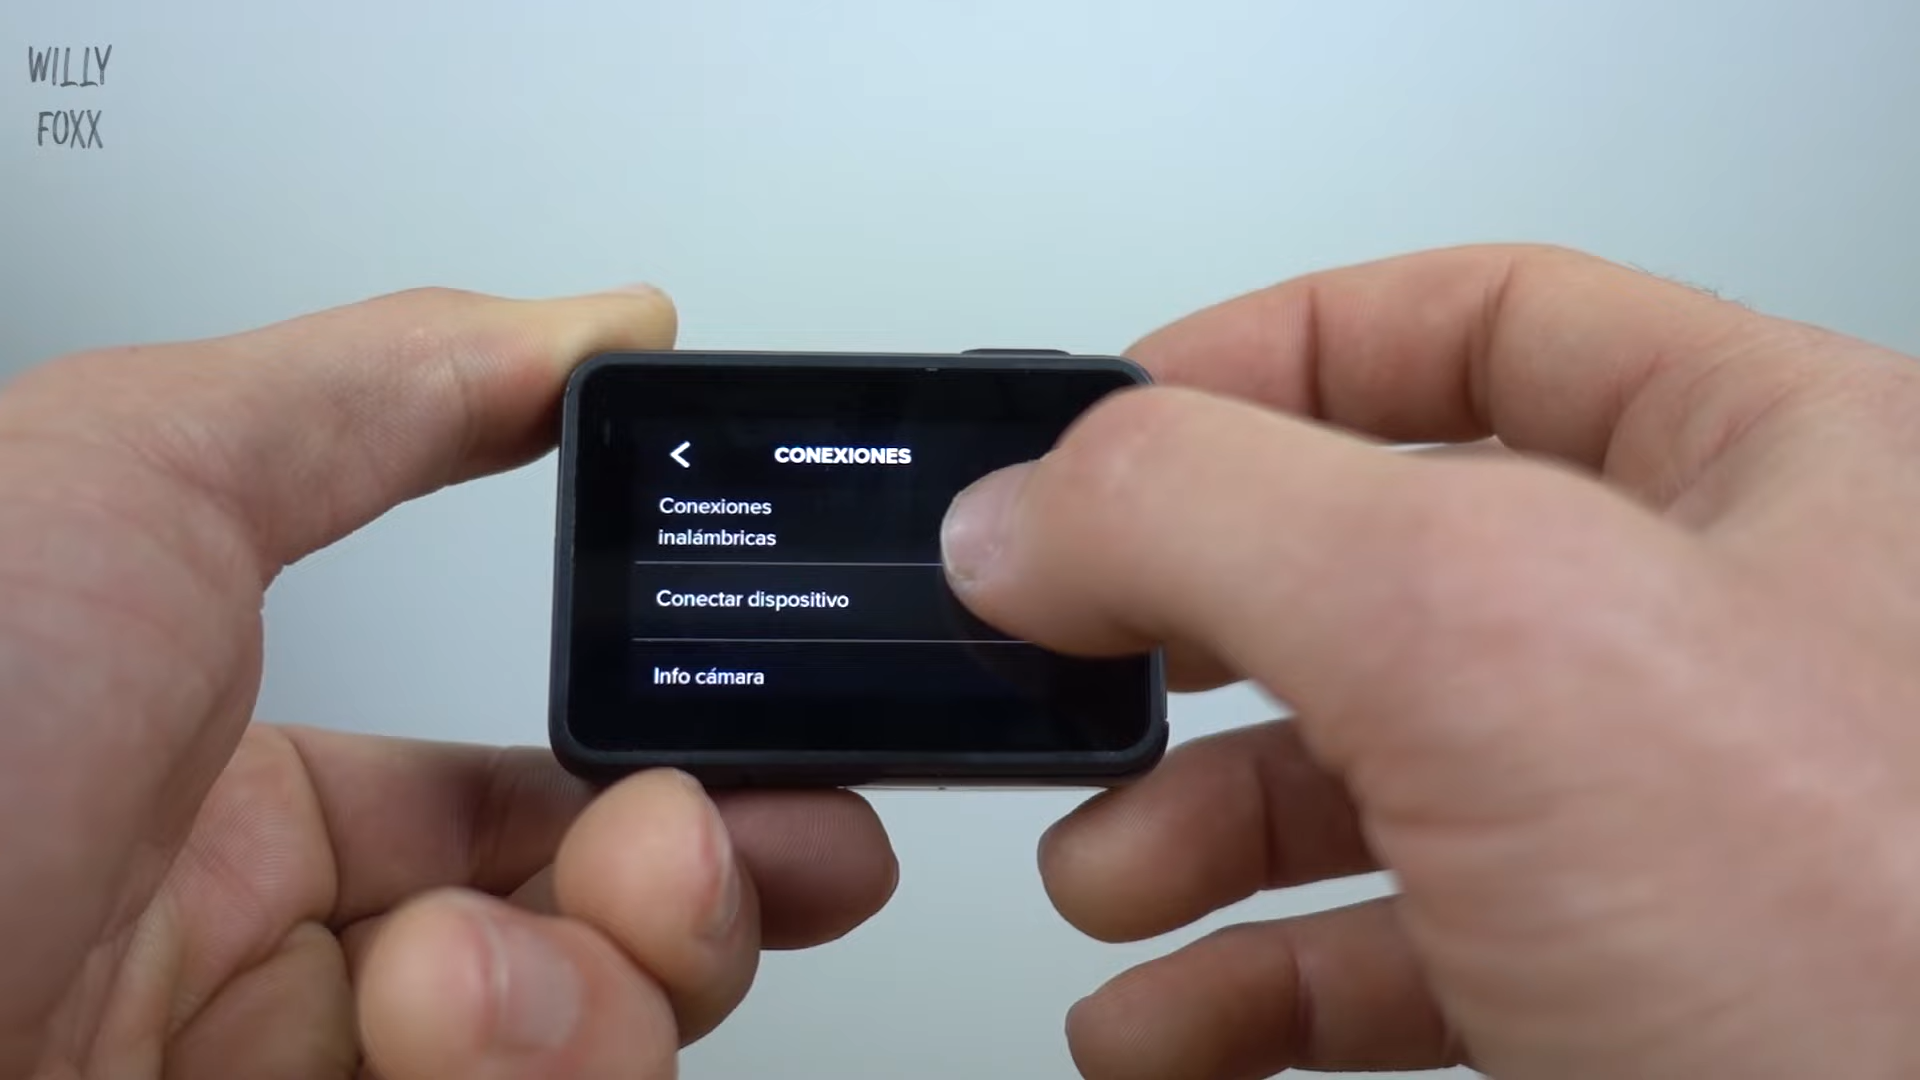 WILLY
FOXX
CONEXIONES
Conexiones
inalámbricas
Conectar dispositivo
Info cámara